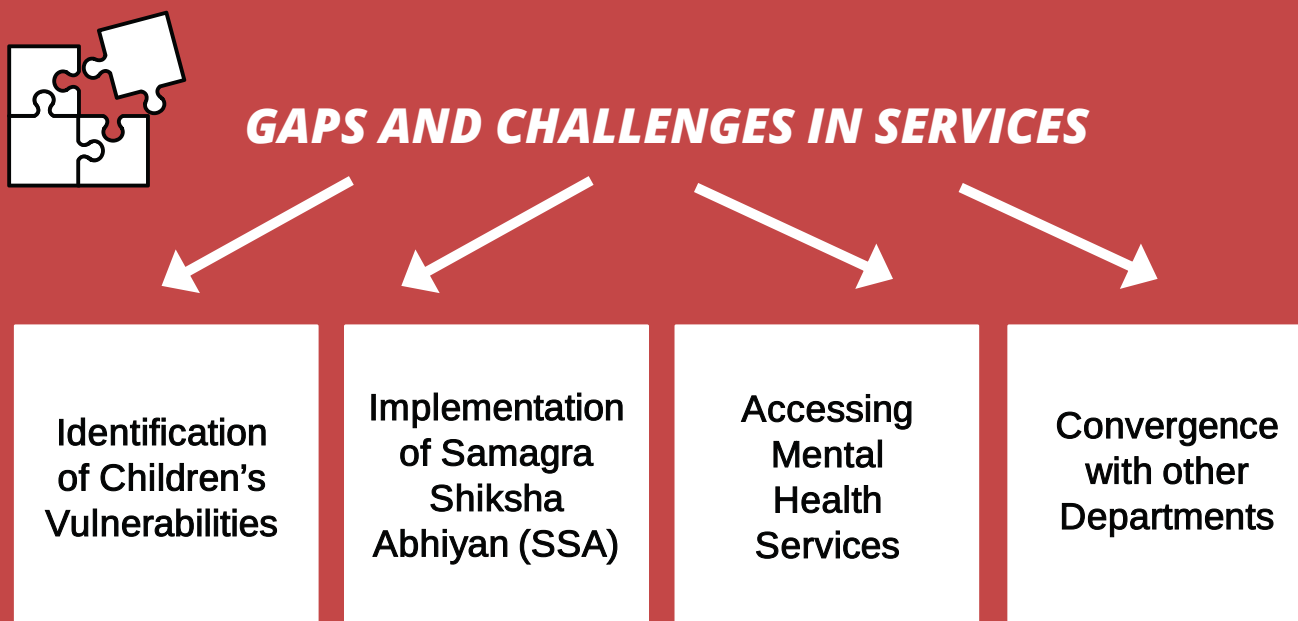 GAPS AND CHALLENGES IN SERVICES
Identification
of Children’s
Vulnerabilities
Implementation
of Samagra
Shiksha
Abhiyan (SSA)
Accessing
Mental
Health
Services
Convergence
with other
Departments